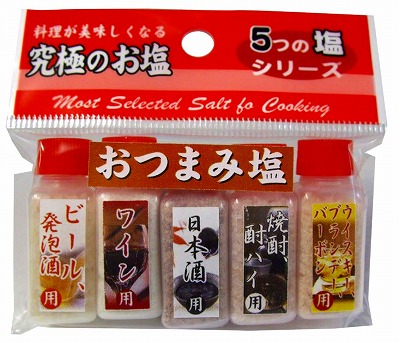 料理が美味しくなる
究極のお塩
5つの塩
シリーズ
Most Selected Salt fo Cooking
おつまみ塩
ビール、
発泡酒
用
ワイン
用
日本酒
用
焼酎、
酎ハイ
用
ウイスキー、
ブランデー、
バーボン
用